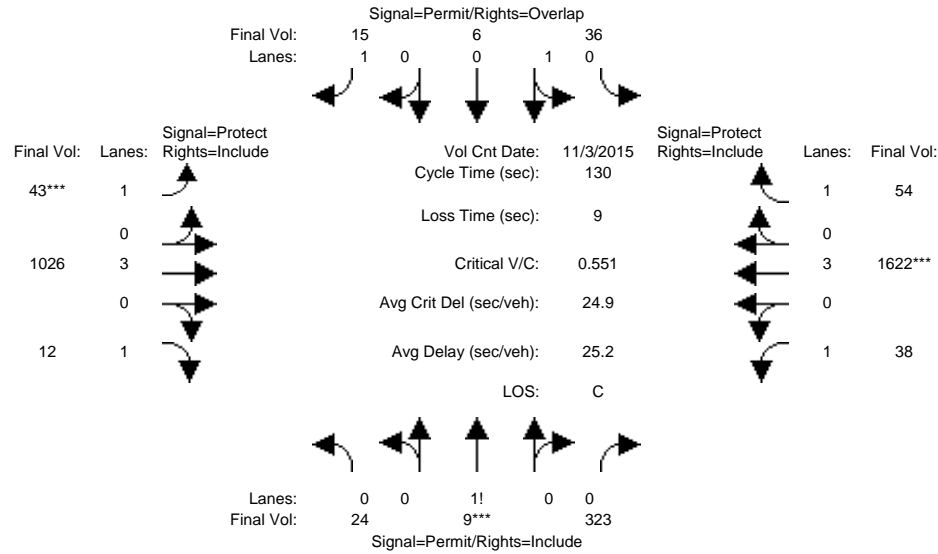 Signal=Permit/Rights=Overlap
Final Vol: 15 6 36
Lanes: 1 0 0 1 0
Signal=Protect
Final Vol: Lanes: Rights=Include
Vol Cnt Date: 11/3/2015
Signal=Protect
Rights=Include Lanes: Final Vol:
Cycle Time (sec): 130
43*** 1
1 54
Loss Time (sec): 9
0
0
1026 3
Critical V/C: 0.551
3 1622***
0
Avg Crit Del (sec/veh): 24.9
0
12 1
Avg Delay (sec/veh): 25.2
1 38
LOS: C
Lanes: 0 0 1! 0 0
Final Vol: 24 9*** 323
Signal=Permit/Rights=Include